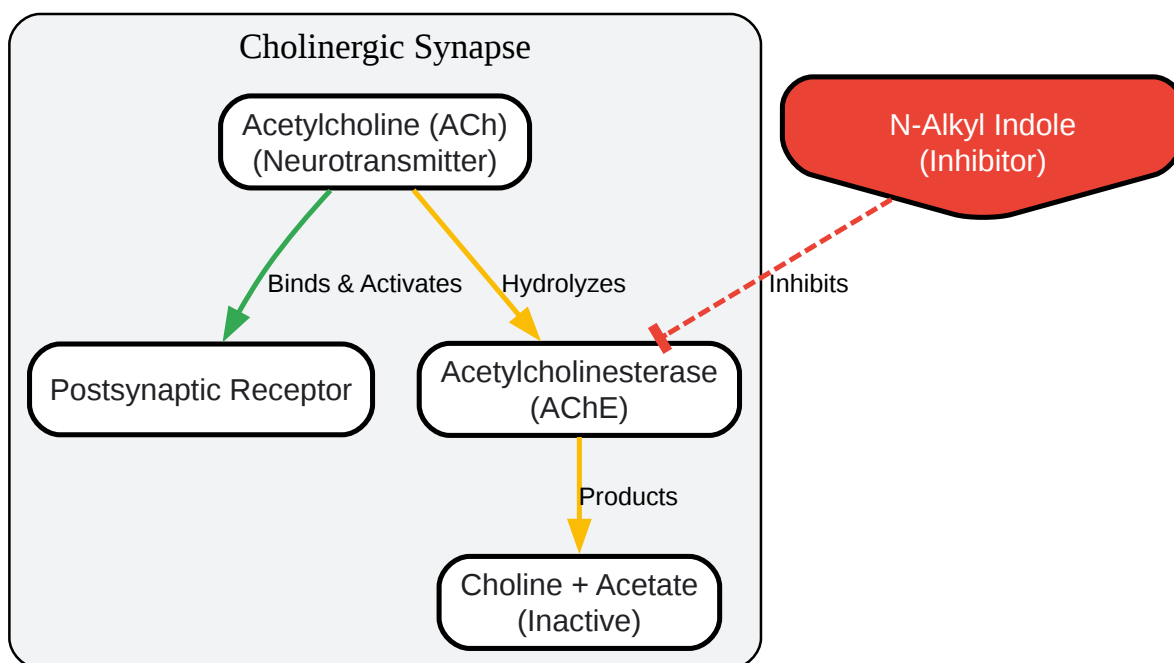 Cholinergic Synapse
Acetylcholine (ACh)
(Neurotransmitter)
N-Alkyl Indole
(Inhibitor)
Binds & Activates
Hydrolyzes
Inhibits
Postsynaptic Receptor
Acetylcholinesterase
(AChE)
Products
Choline + Acetate
(Inactive)